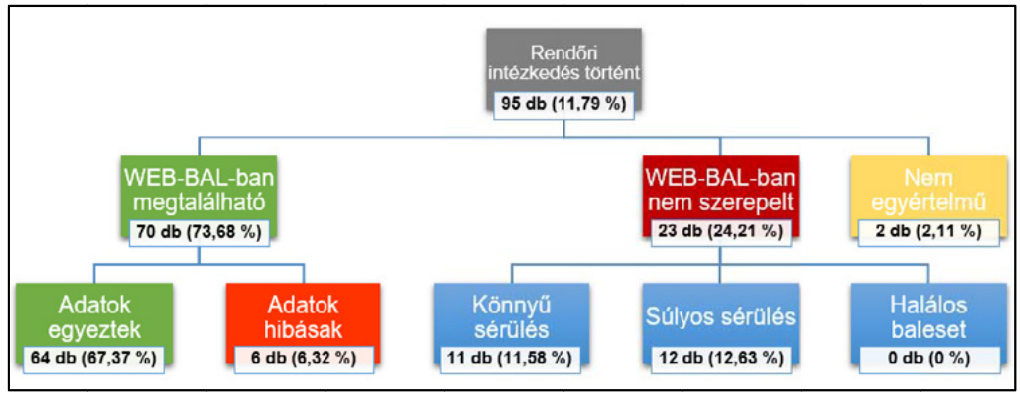 Rendőri
intézkedés történt
95 db (11,79 %)
WEB-BAL-ban
megtalálható
70 db (73,68 %)
WEB-BAL-ban
nem szerepelt
23 db (24,21 %)
Nem
egyértelmű
2 db (2,11 %)
Adatok
egyeztek
64 db (67,37 %)
Adatok
hibásak
6 db (6,32 %)
Könnyű
sérülés
11 db (11,58 %)
Súlyos sérülés
12 db (12,63 %)
Halálos
baleset
0 db (0 %)